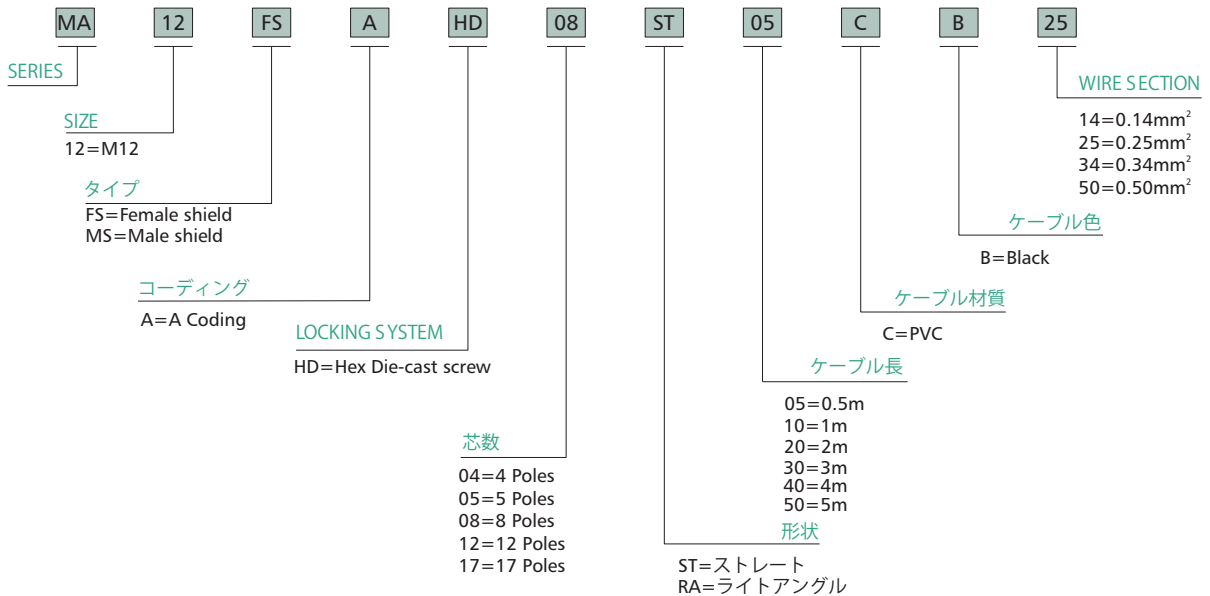 MA 12 FS A HD 08 ST 05 C B 25
SERIES
SIZE
12=M12
タイプ
FS=Female shield
MS=Male shield
コーディング
A=A Coding
LOCKING SYSTEM
HD=Hex Die-cast screw
芯数
04=4 Poles
05=5 Poles
08=8 Poles
12=12 Poles
17=17 Poles
形状
ST=ストレート
RA=ライトアングル
ケーブル長
05=0.5m
10=1m
20=2m
30=3m
40=4m
50=5m
ケーブル材質
C=PVC
ケーブル色
B=Black
WIRE SECTION
14=0.14mm²
25=0.25mm²
34=0.34mm²
50=0.50mm²